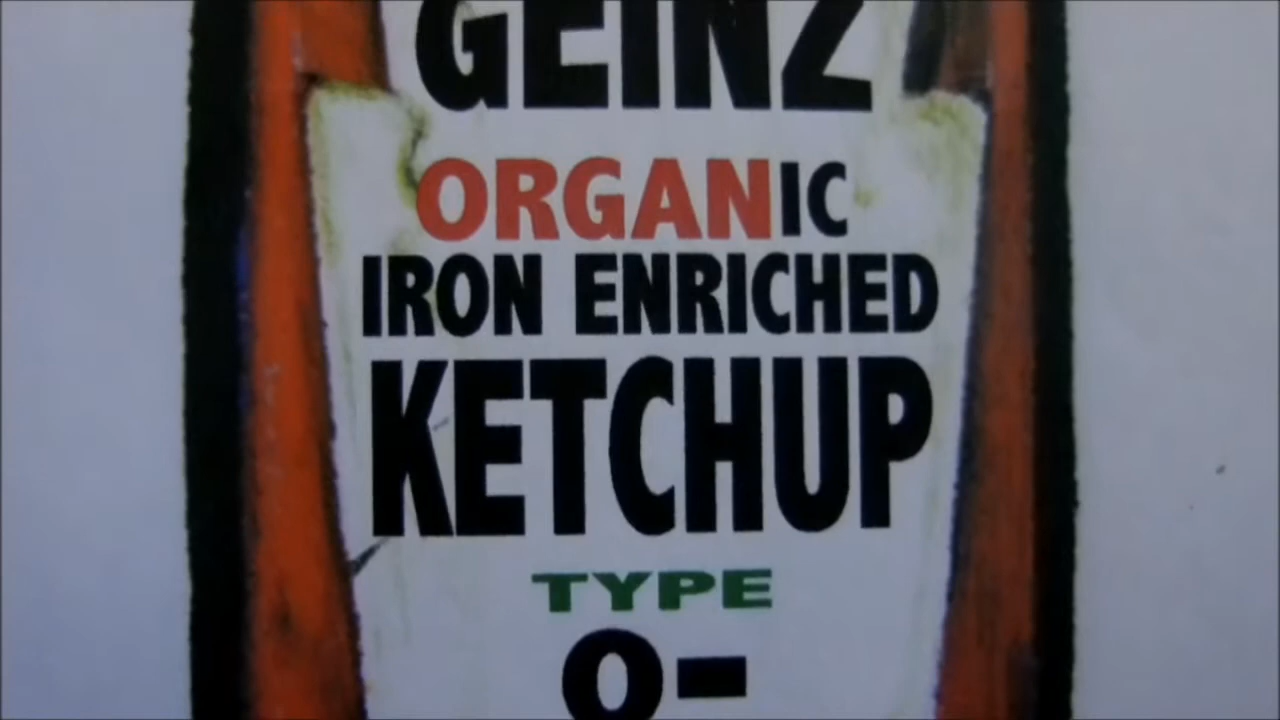 GEINZ
ORGANIC
IRON ENRICHED
KETCHUP
TYPE
O-